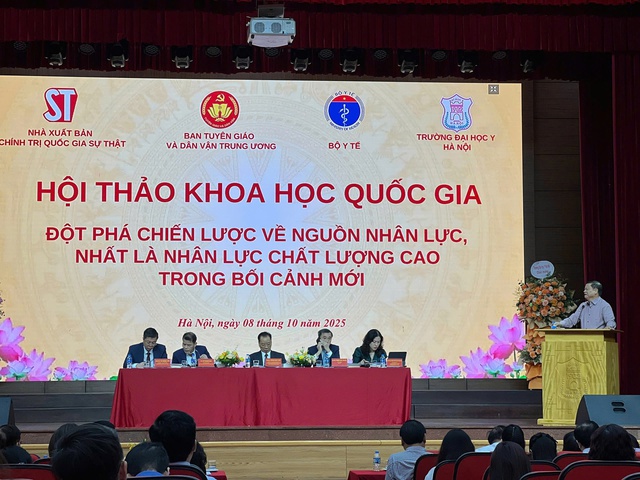 ST
NHÀ XUẤT BẢN
CHÍNH TRỊ QUỐC GIA SỰ THẬT
BAN TUYÊN GIÁO
VÀ DÂN VẬN TRUNG ƯƠNG
BỘ Y TẾ
BỘ Y TẾ
TRƯỜNG ĐẠI HỌC Y
HÀ NỘI
HỘI THẢO KHOA HỌC QUỐC GIA
ĐỘT PHÁ CHIẾN LƯỢC VỀ NGUỒN NHÂN LỰC,
NHẤT LÀ NHÂN LỰC CHẤT LƯỢNG CAO
TRONG BỐI CẢNH MỚI
Hà Nội, ngày 08 tháng 10 năm 2025